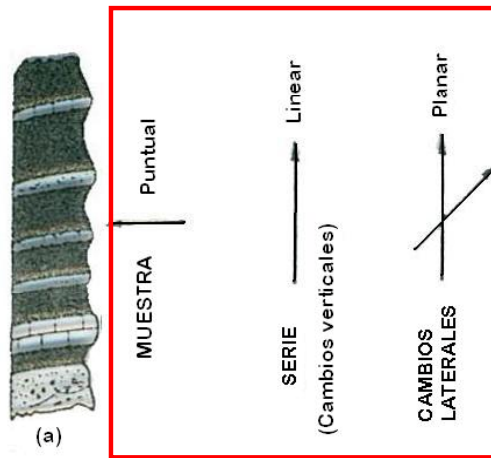 MUESTRA Puntual
SERIE Linear
(Cambios verticales)
CAMBIOS Planar
LATERALES
(a)